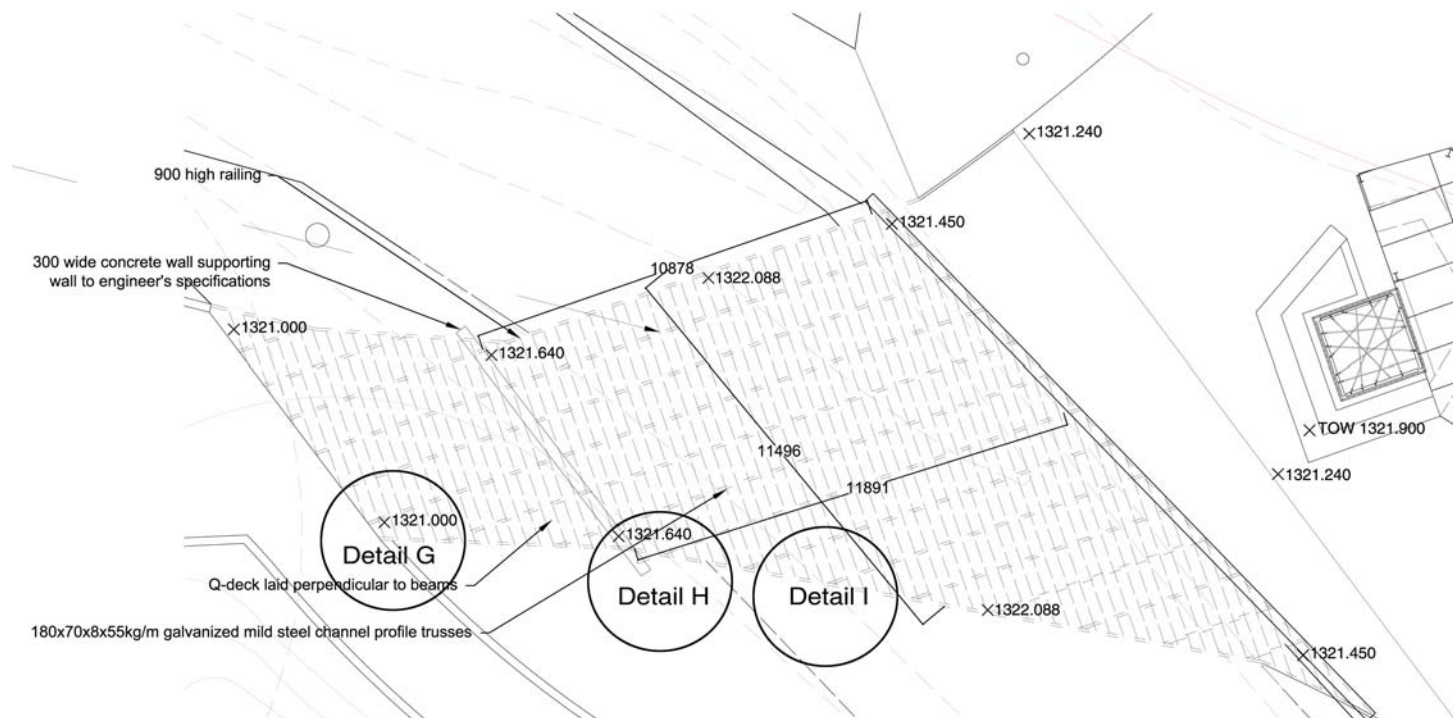 1321.240
900 high railing
1321.450
300 wide concrete wall supporting
wall to engineer's specifications
10878
1322.088
1321.000
1321.640
TOW 1321.900
11496
1321.240
11891
1321.000
1321.640
Detail G
Q-deck laid perpendicular to beams
Detail H
Detail I
1322.088
180x70x8x55kg/m galvanized mild steel channel profile trusses
1321.450